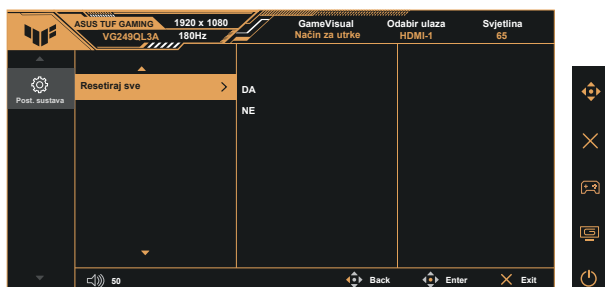 ASUS TUF GAMING 1920 x 1080 GameVisual Odabir ulaza Svjetlina
VG249QL3A 180Hz Način za utrke HDMI-1 65
Post. sustava
Resetiraj sve
DA
NE
50 Back Enter Exit